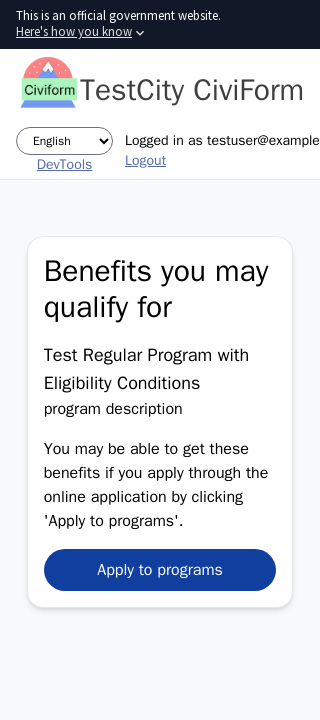 This is an official government website.
Here's how you know
Civiform
TestCity CiviForm
English
Logged in as testuser@example
DevTools
Logout
Benefits you may
qualify for
Test Regular Program with
Eligibility Conditions
program description
You may be able to get these
benefits if you apply through the
online application by clicking
'Apply to programs'.
Apply to programs